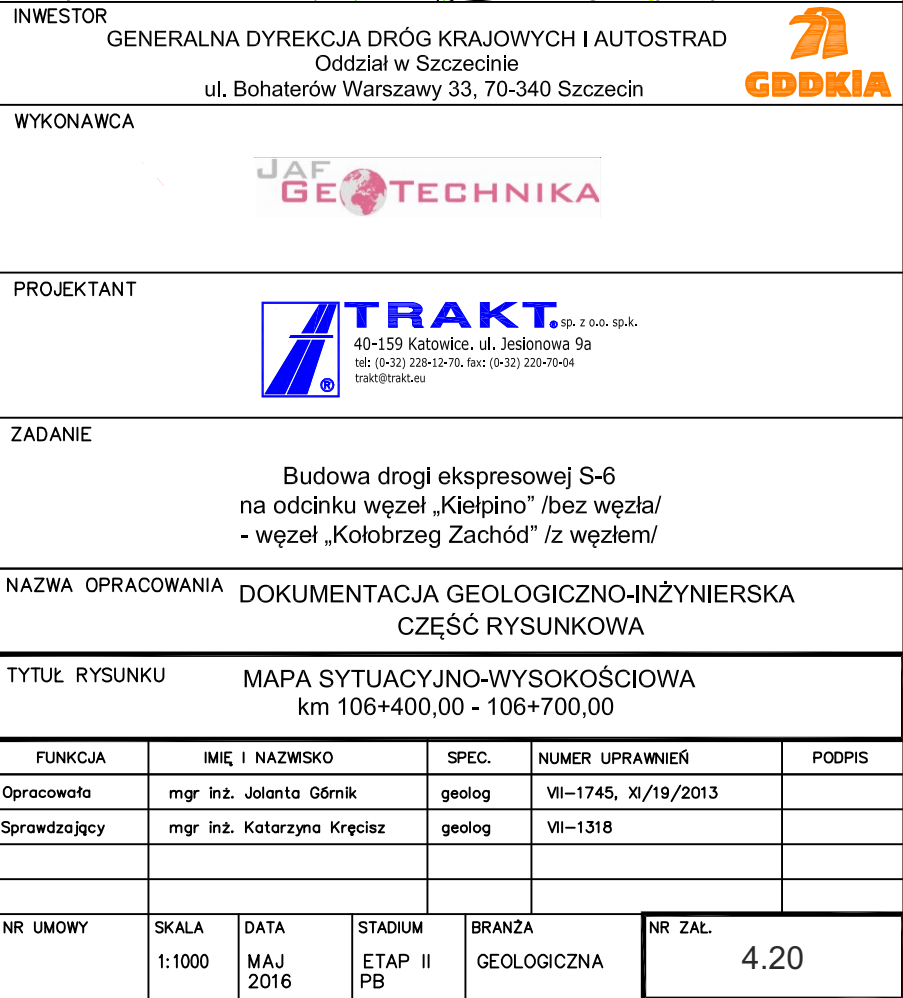 INWESTOR
GENERALNA DYREKCJA DRÓG KRAJOWYCH I AUTOSTRAD
Oddział w Szczecinie
ul. Bohaterów Warszawy 33, 70-340 Szczecin
GDDKiA
WYKONAWCA
JAF
GEOTECHNIKA
PROJEKTANT
TRAKT® sp. z o.o. sp.k.
40-159 Katowice. ul. Jesionowa 9a
tel: (0-32) 228-12-70. fax: (0-32) 220-70-04
trakt@trakt.eu
®
ZADANIE
Budowa drogi ekspresowej S-6
na odcinku węzeł „Kiełpino” /bez węzła/
- węzeł „Kołobrzeg Zachód” /z węzłem/
NAZWA OPRACOWANIA
DOKUMENTACJA GEOLOGICZNO-INŻYNIERSKA
CZĘŚĆ RYSUNKOWA
TYTUŁ RYSUNKU
MAPA SYTUACYJNO-WYSOKOŚCIOWA
km 106+400,00 - 106+700,00
FUNKCJA IMIĘ I NAZWISKO SPEC. NUMER UPRAWNIEŃ PODPIS
Opracowała mgr inż. Jolanta Górnik geolog VII-1745, XI/19/2013
Sprawdzający mgr inż. Katarzyna Kręcisz geolog VII-1318
NR UMOWY SKALA DATA STADIUM BRANŻA NR ZAŁ.
1:1000 MAJ ETAP II GEOLOGICZNA 4.20
2016 PB